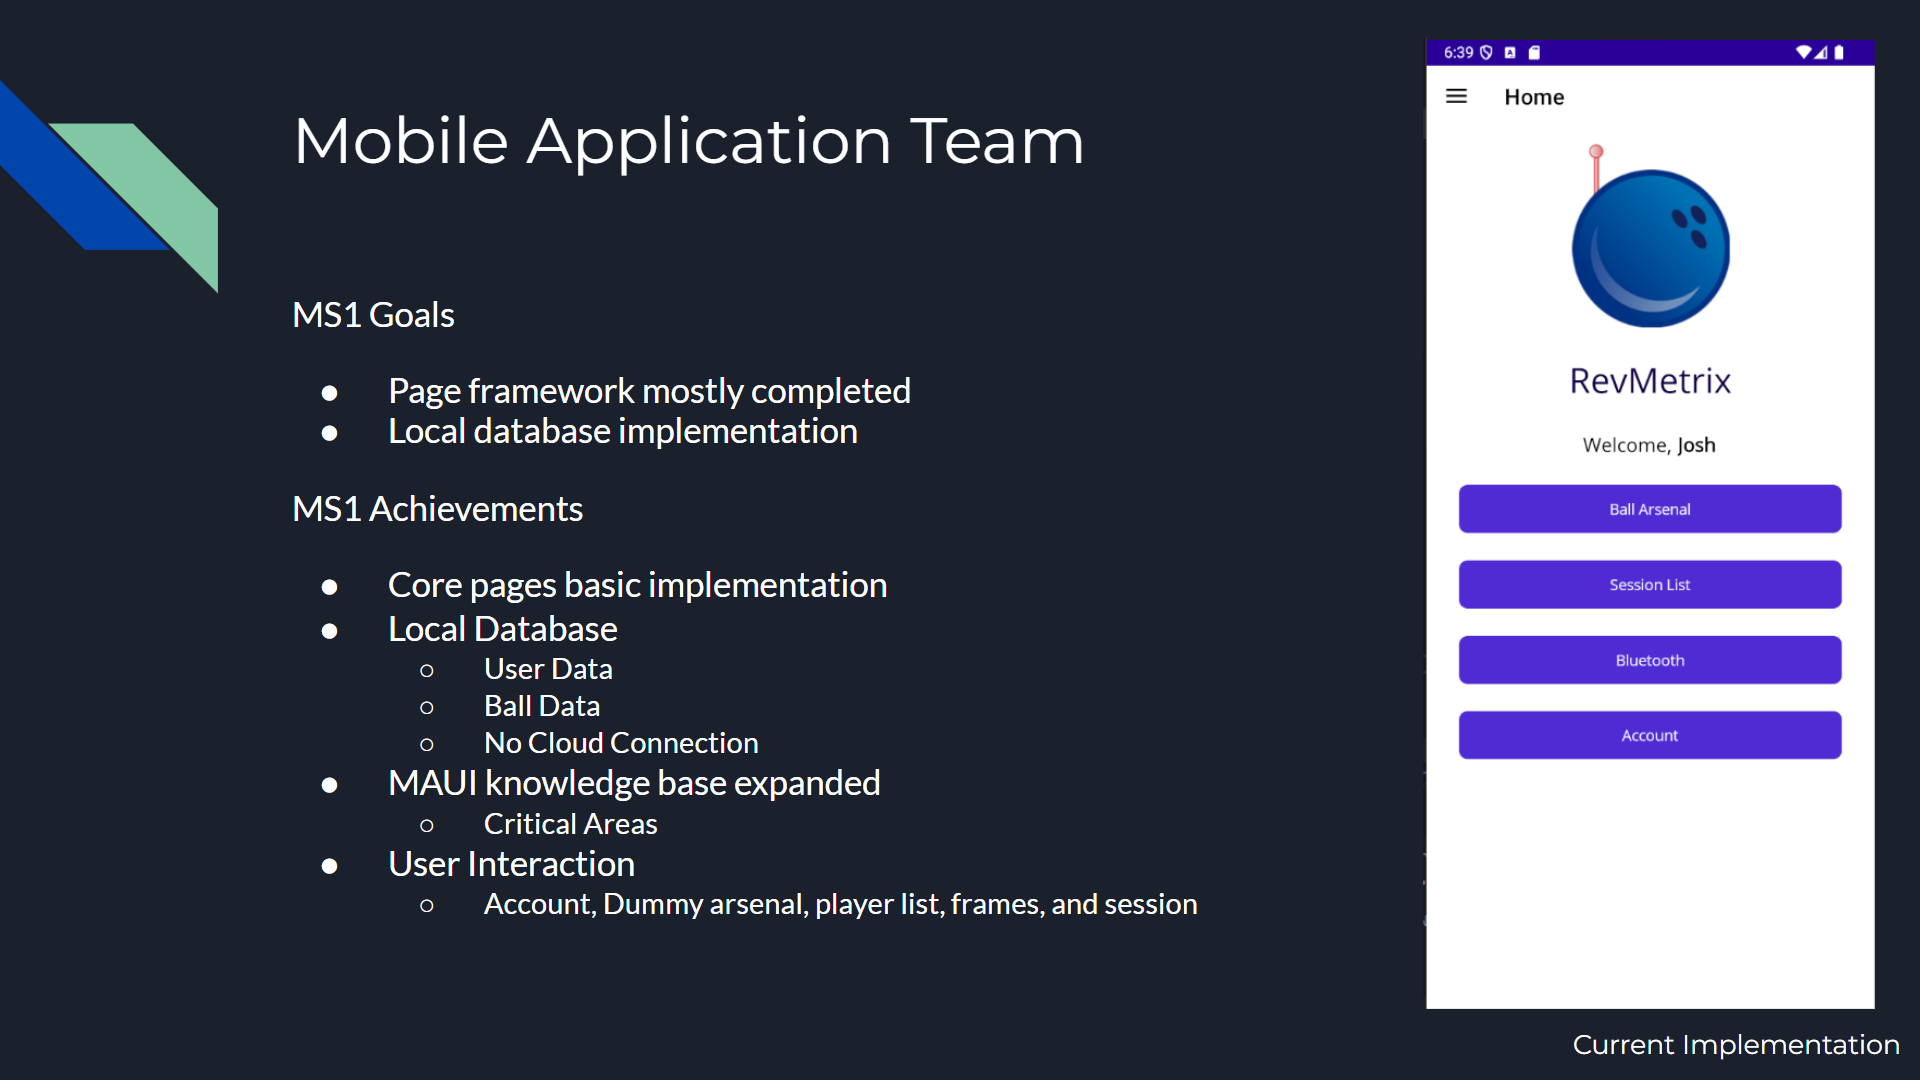 Mobile Application Team
MS1 Goals
● Page framework mostly completed
● Local database implementation
MS1 Achievements
● Core pages basic implementation
● Local Database
○ User Data
○ Ball Data
○ No Cloud Connection
● MAUI knowledge base expanded
○ Critical Areas
● User Interaction
○ Account, Dummy arsenal, player list, frames, and session
6:39
Home
RevMetrix
Welcome, Josh
Ball Arsenal
Session List
Bluetooth
Account
Current Implementation